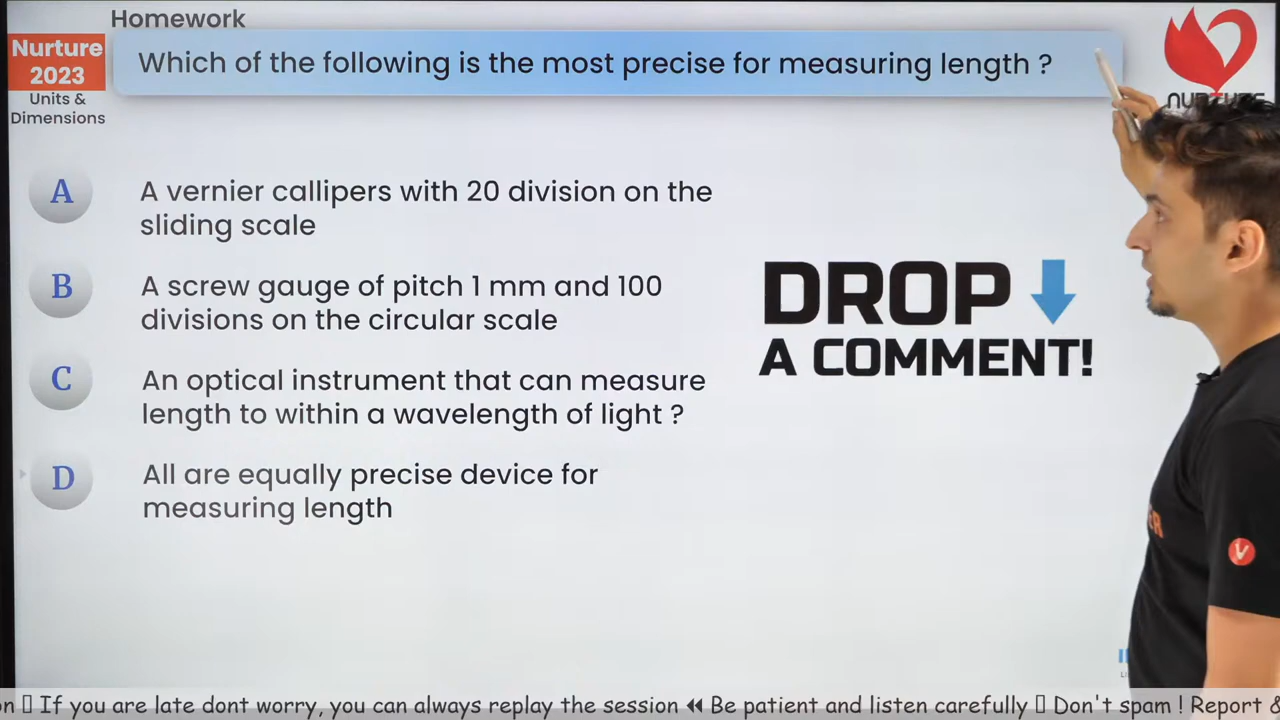 Homework
Nurture
2023
Units &
Dimensions
Which of the following is the most precise for measuring length ?
NURTURE
A
A vernier callipers with 20 division on the
sliding scale
B
A screw gauge of pitch 1 mm and 100
divisions on the circular scale
C
An optical instrument that can measure
length to within a wavelength of light ?
D
All are equally precise device for
measuring length
DROP
A COMMENT!
V
If you are late dont worry, you can always replay the session Be patient and listen carefully Don't spam ! Report &